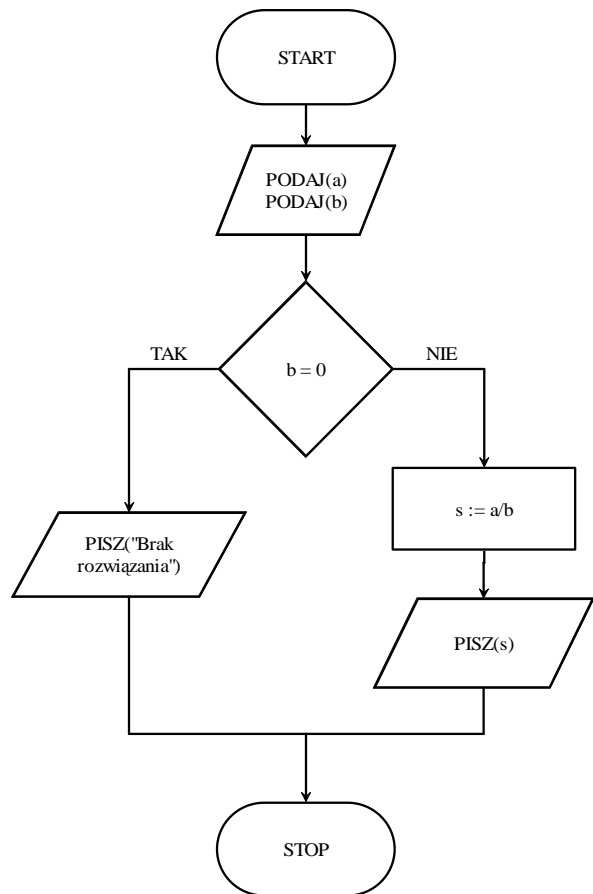 START
PODAJ(a)
PODAJ(b)
TAK
NIE
b = 0
s := a/b
PISZ("Brak
rozwiązania")
PISZ(s)
STOP